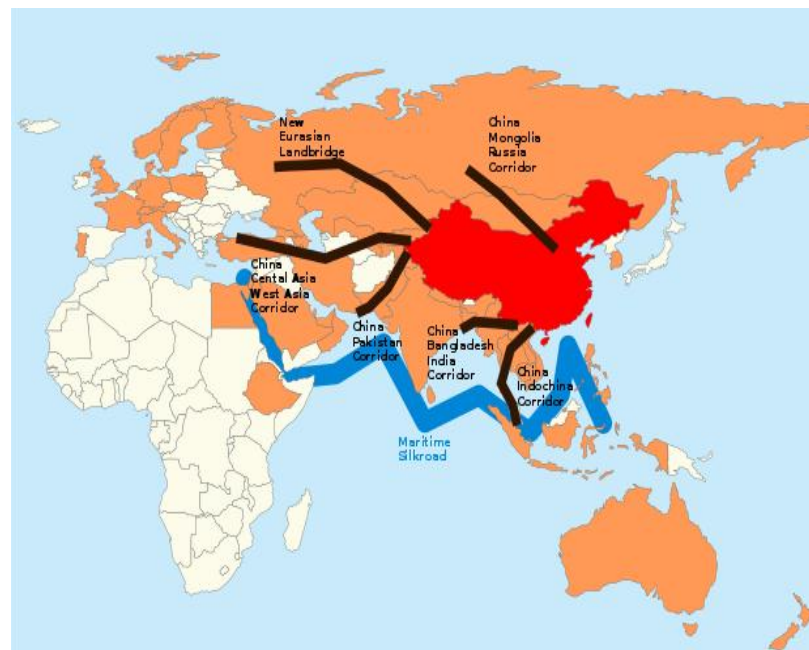 New
Eurasian
Landbridge
China
Mongolia
Russia
Corridor
China
Cental Asia
West Asia
Corridor
China
Pakistan
Corridor
China
Bangladesh
India
Corridor
China
Indochina
Corridor
Maritime
Silkroad